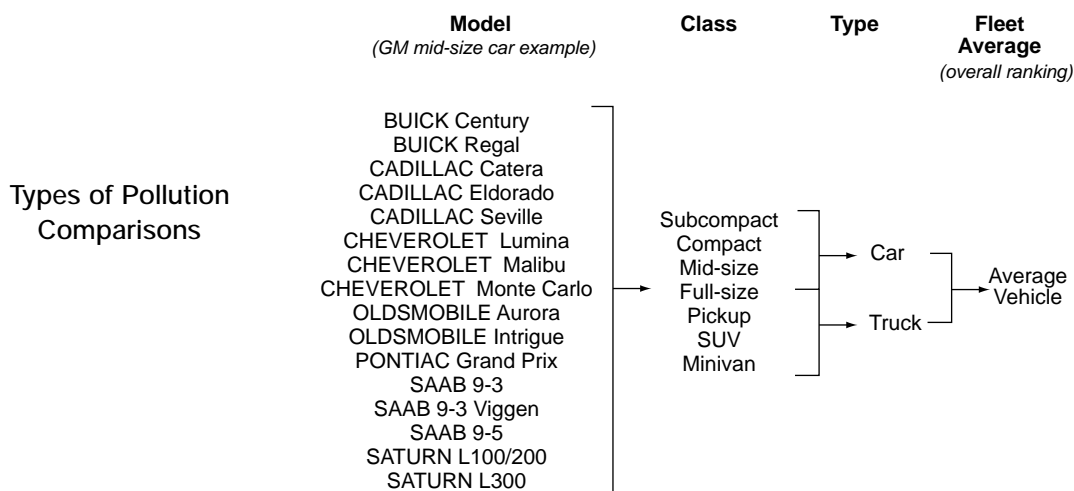 Model
(GM mid-size car example)
Class
Type
Fleet
Average
(overall ranking)
Types of Pollution
Comparisons
BUICK Century
BUICK Regal
CADILLAC Catera
CADILLAC Eldorado
CADILLAC Seville
CHEVEROLET Lumina
CHEVEROLET Malibu
CHEVEROLET Monte Carlo
OLDSMOBILE Aurora
OLDSMOBILE Intrigue
PONTIAC Grand Prix
SAAB 9-3
SAAB 9-3 Viggen
SAAB 9-5
SATURN L100/200
SATURN L300
Subcompact
Compact
Mid-size
Full-size
Pickup
SUV
Minivan
Car
Truck
Average
Vehicle